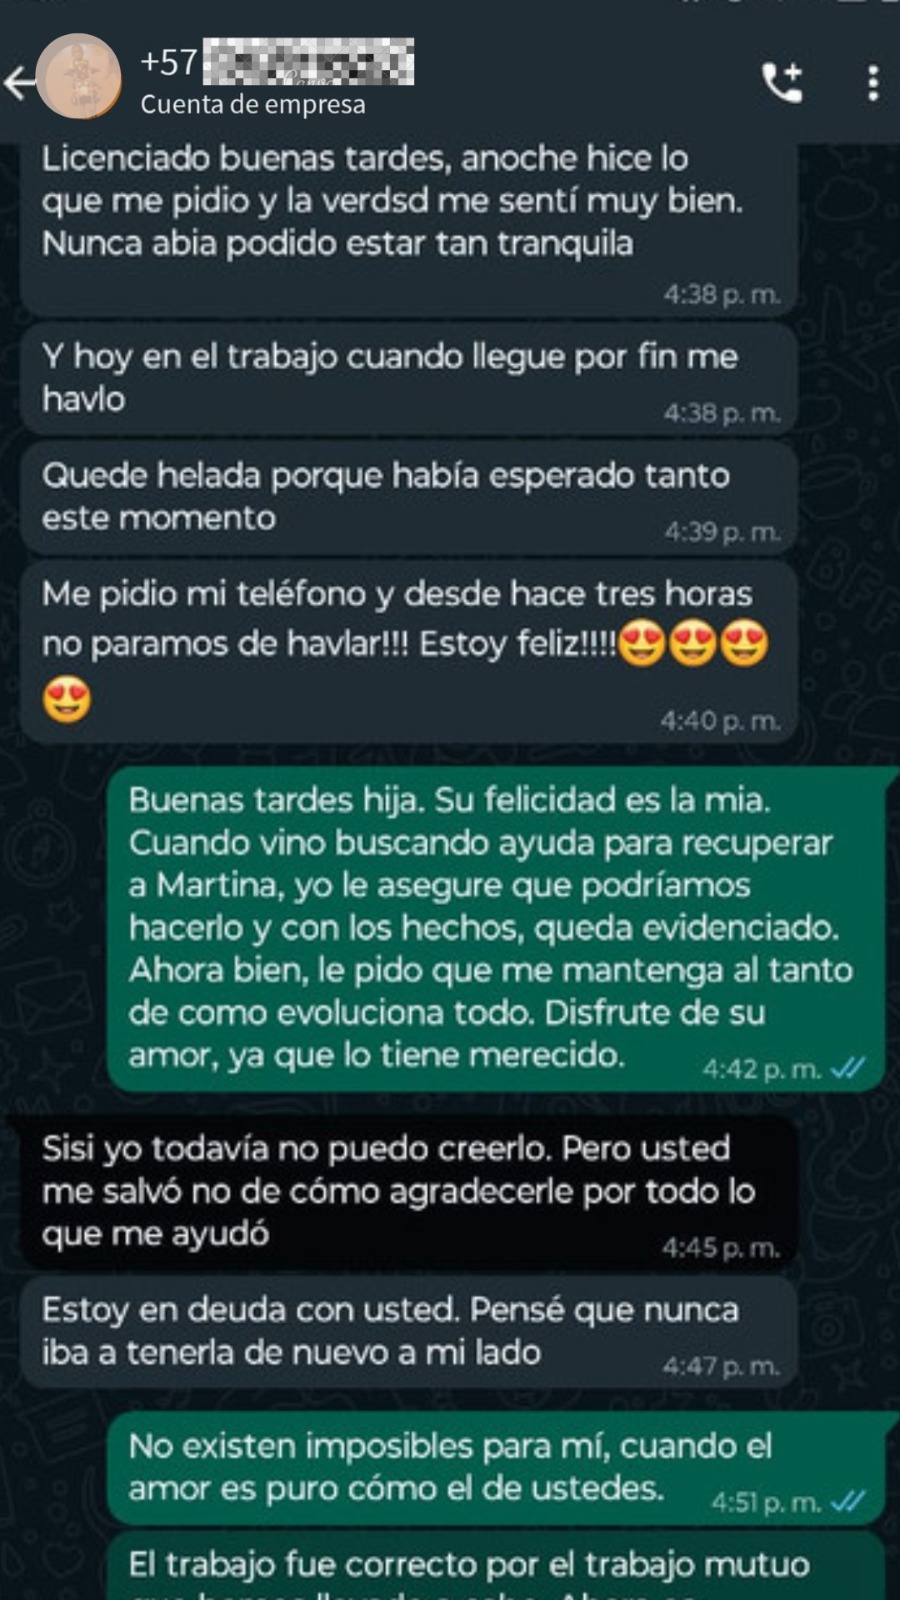 +57
Cuenta de empresa
Licenciado buenas tardes, anoche hice lo
que me pidio y la verdsd me sentí muy bien.
Nunca abia podido estar tan tranquila
4:38 p. m.
Y hoy en el trabajo cuando llegue por fin me
havlo
4:38 p. m.
Quede helada porque había esperado tanto
este momento
4:39 p. m.
Me pidio mi teléfono y desde hace tres horas
no paramos de havlar!!! Estoy feliz!!!!😍😍😍
😍
4:40 p. m.
Buenas tardes hija. Su felicidad es la mia.
Cuando vino buscando ayuda para recuperar
a Martina, yo le asegure que podríamos
hacerlo y con los hechos, queda evidenciado.
Ahora bien, le pido que me mantenga al tanto
de como evoluciona todo. Disfrute de su
amor, ya que lo tiene merecido.
4:42 p. m.
Sisi yo todavía no puedo creerlo. Pero usted
me salvó no de cómo agradecerle por todo lo
que me ayudó
4:45 p. m.
Estoy en deuda con usted. Pensé que nunca
iba a tenerla de nuevo a mi lado
4:47 p. m.
No existen imposibles para mí, cuando el
amor es puro cómo el de ustedes.
4:51 p. m.
El trabajo fue correcto por el trabajo mutuo